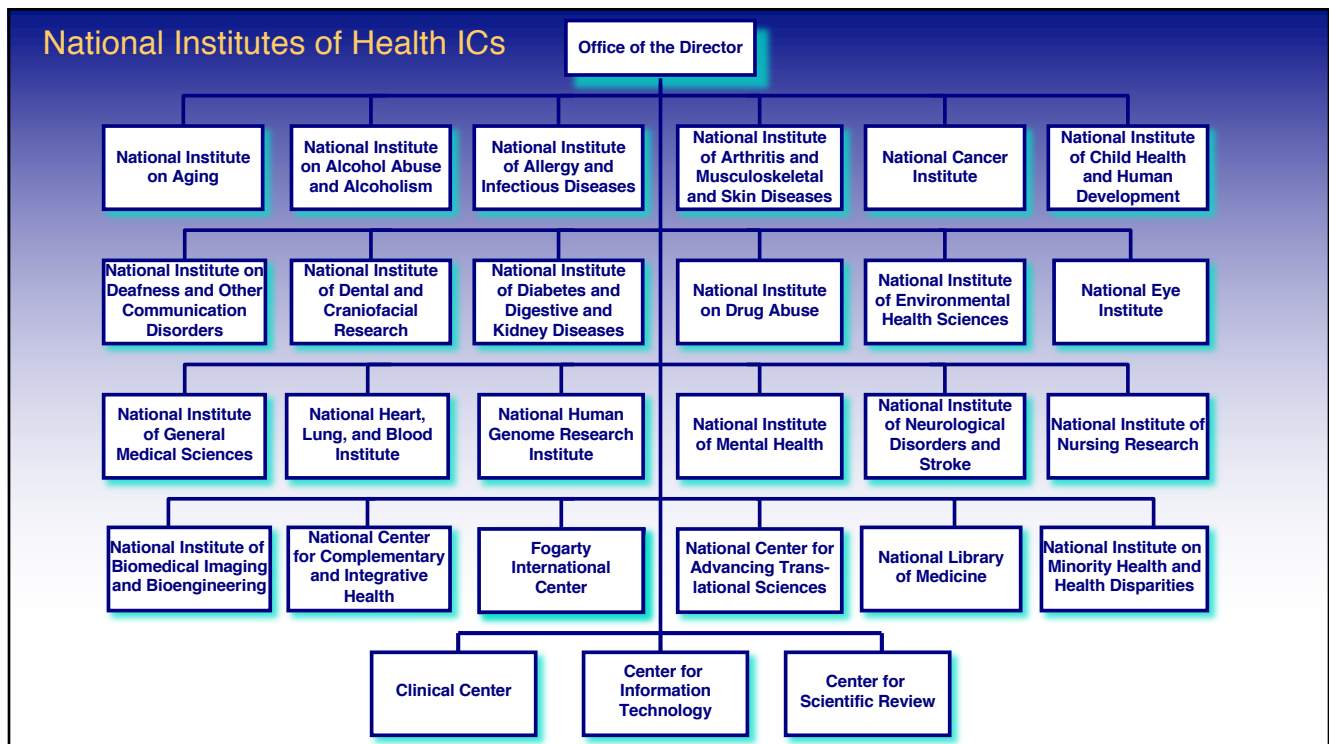 National Institutes of Health ICs
Office of the Director
National Institute
on Aging
National Institute
on Alcohol Abuse
and Alcoholism
National Institute
of Allergy and
Infectious Diseases
National Institute
of Arthritis and
Musculoskeletal
and Skin Diseases
National Cancer
Institute
National Institute
of Child Health
and Human
Development
National Institute on
Deafness and Other
Communication
Disorders
National Institute
of Dental and
Craniofacial
Research
National Institute
of Diabetes and
Digestive and
Kidney Diseases
National Institute
on Drug Abuse
National Institute
of Environmental
Health Sciences
National Eye
Institute
National Institute
of General
Medical Sciences
National Heart,
Lung, and Blood
Institute
National Human
Genome Research
Institute
National Institute
of Mental Health
National Institute
of Neurological
Disorders and
Stroke
National Institute of
Nursing Research
National Institute of
Biomedical Imaging
and Bioengineering
National Center
for Complementary
and Integrative
Health
Fogarty
International
Center
National Center for
Advancing Trans-
lational Sciences
National Library
of Medicine
National Institute on
Minority Health and
Health Disparities
Clinical Center
Center for
Information
Technology
Center for
Scientific Review